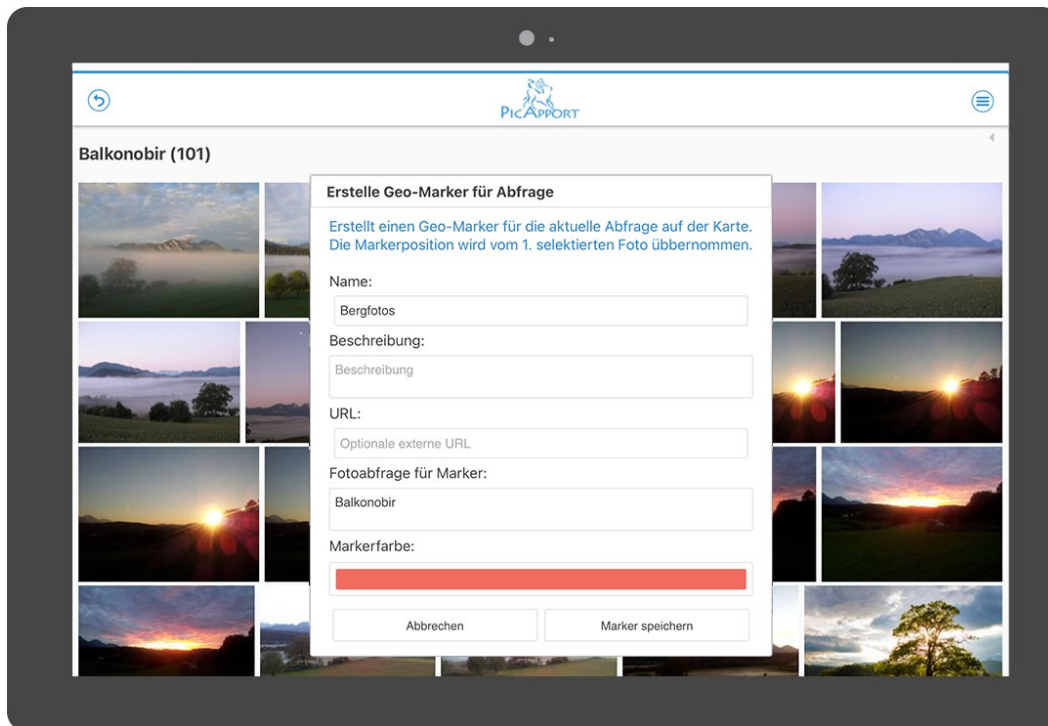 PICAPPORT
Balkonobir (101)
Erstelle Geo-Marker für Abfrage
Erstellt einen Geo-Marker für die aktuelle Abfrage auf der Karte.
Die Markerposition wird vom 1. selektierten Foto übbernommen.
Name:
Bergfotos
Beschreibung:
Beschreibung
URL:
Optionale externe URL
Fotoabfrage für Marker:
Balkonobir
Markerfarbe:
Abbrechen
Marker speichern